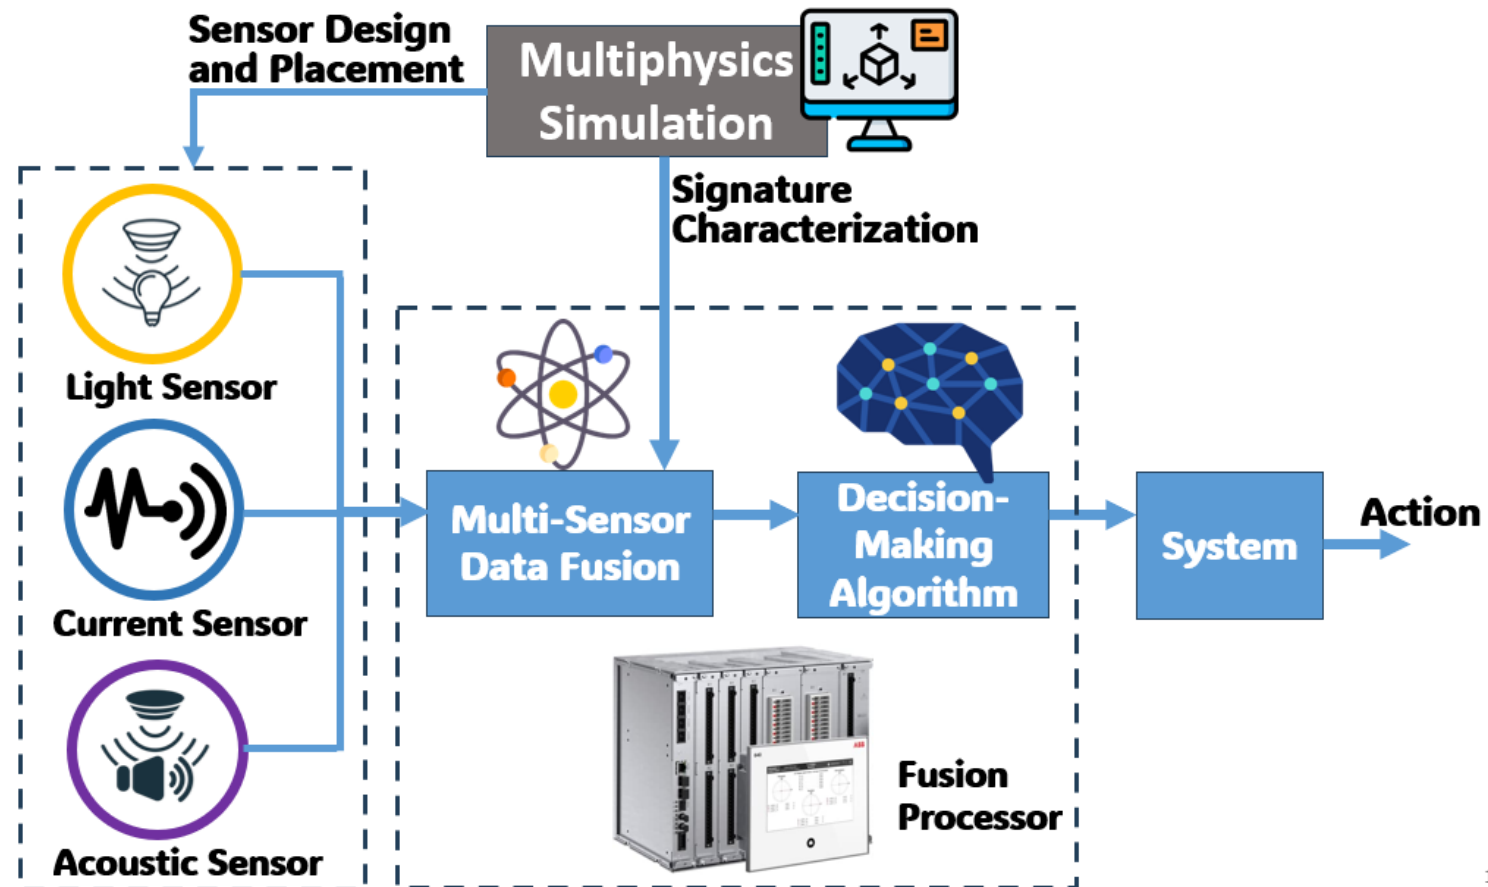 Sensor Design
and Placement
Multiphysics
Simulation
Signature
Characterization
Light Sensor
Current Sensor
Acoustic Sensor
Multi-Sensor
Data Fusion
Decision-
Making
Algorithm
System
Action
ABB
Fusion
Processor